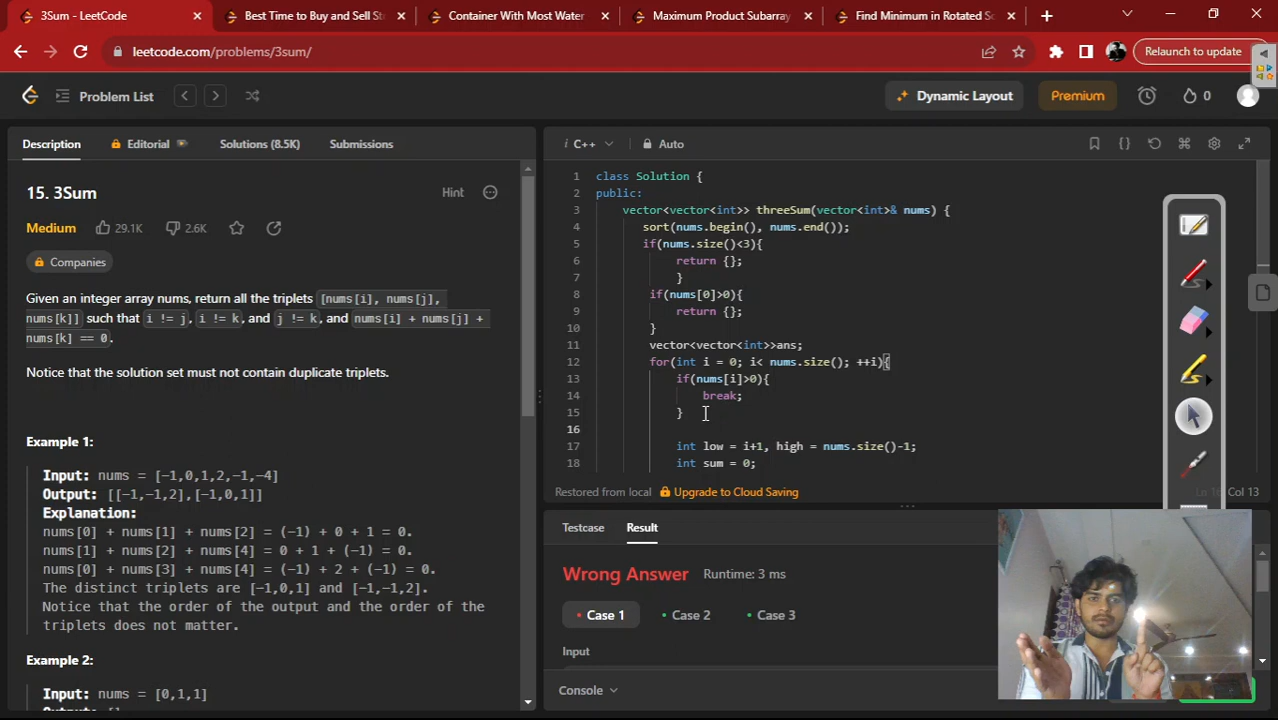 3Sum - LeetCode
Best Time to Buy and Sell St
Container With Most Water
Maximum Product Subarray
Find Minimum in Rotated So
leetcode.com/problems/3sum/
Relaunch to update
Problem List
Dynamic Layout
Premium
0
Description
Editorial
Solutions (8.5K)
Submissions
i C++
Auto
15. 3Sum
Hint
Medium
29.1K
2.6K
Companies
Given an integer array nums, return all the triplets [nums[i], nums[j],
nums[k]] such that i != j, i != k, and j != k, and nums[i] + nums[j] +
nums[k] == 0.
Notice that the solution set must not contain duplicate triplets.
Example 1:
Input: nums = [-1,0,1,2,-1,-4]
Output: [[-1,-1,2],[-1,0,1]]
Explanation:
nums[0] + nums[1] + nums[2] = (-1) + 0 + 1 = 0.
nums[1] + nums[2] + nums[4] = 0 + 1 + (-1) = 0.
nums[0] + nums[3] + nums[4] = (-1) + 2 + (-1) = 0.
The distinct triplets are [-1,0,1] and [-1,-1,2].
Notice that the order of the output and the order of the
triplets does not matter.
Example 2:
Input: nums = [0,1,1]
1 class Solution {
2 public:
3 vector<vector<int>> threeSum(vector<int>& nums) {
4 sort(nums.begin(), nums.end());
5 if(nums.size()<3){
6 return {};
7 }
8 if(nums[0]>0){
9 return {};
10 }
11 vector<vector<int>>ans;
12 for(int i = 0; i< nums.size(); ++i){
13 if(nums[i]>0){
14 break;
15 }
16
17 int low = i+1, high = nums.size()-1;
18 int sum = 0;
Restored from local
Upgrade to Cloud Saving
Col 13
Testcase
Result
Wrong Answer
Runtime: 3 ms
• Case 1
• Case 2
• Case 3
Input
Console